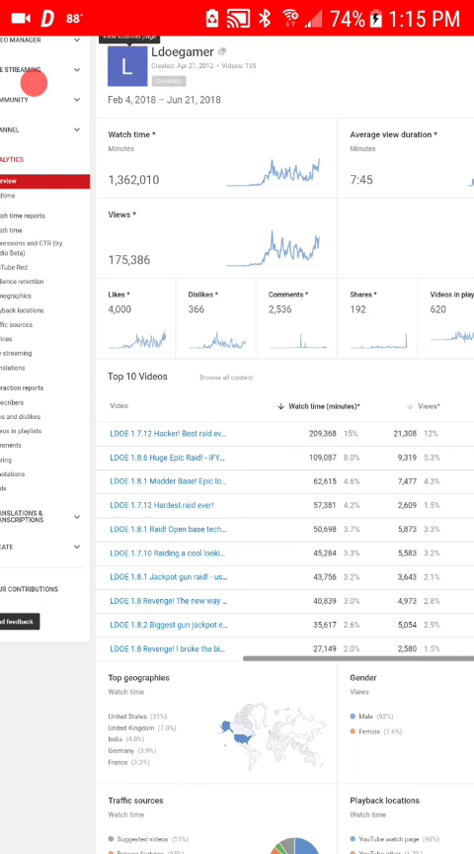 D 88° 74% 1:15 PM
View channel page
Ldoegamer
Created: Apr 21, 2012 • Videos: 155
CHANNEL
Feb 4, 2018 – Jun 21, 2018
EO MANAGER
E STREAMING
MMUNITY
ANNEL
ALYTICS
rview
ltime
tch time reports
tch time
pressions and CTR (try
dio Beta)
Tube Red
lience retention
mographics
yback locations
ffic sources
vices
e streaming
nslations
raction reports
scribers
es and dislikes
eos in playlists
mments
ring
notations
ds
ANSLATIONS &
ANSCRIPTIONS
EATE
UR CONTRIBUTIONS
nd feedback
Watch time *
Minutes
1,362,010
Average view duration *
Minutes
7:45
Views *
175,386
Likes *
4,000
Dislikes *
366
Comments *
2,536
Shares *
192
Videos in play
620
Top 10 Videos Browse all content
Video Watch time (minutes)* Views*
LDOE 1.7.12 Hacker! Best raid ev... 209,368 15% 21,308 12%
LDOE 1.8.6 Huge Epic Raid! - IFY... 109,087 8.0% 9,319 5.3%
LDOE 1.8.1 Modder Base! Epic lo... 62,615 4.6% 7,477 4.3%
LDOE 1.7.12 Hardest raid ever! 57,381 4.2% 2,609 1.5%
LDOE 1.8.1 Raid! Open base tech... 50,698 3.7% 5,873 3.3%
LDOE 1.7.10 Raiding a cool looki... 45,284 3.3% 5,583 3.2%
LDOE 1.8.1 Jackpot gun raid! - us... 43,756 3.2% 3,643 2.1%
LDOE 1.8 Revenge! The new way ... 40,839 3.0% 4,973 2.8%
LDOE 1.8.2 Biggest gun jackpot e... 35,617 2.6% 5,054 2.9%
LDOE 1.8 Revenge! I broke the bi... 27,149 2.0% 2,580 1.5%
Top geographies
Watch time
United States (31%)
United Kingdom (7.0%)
India (4.0%)
Germany (3.9%)
France (3.3%)
Gender
Views
Male (92%)
Female (7.6%)
Traffic sources
Watch time
Suggested videos (51%)
Playback locations
Watch time
YouTube watch page (98%)